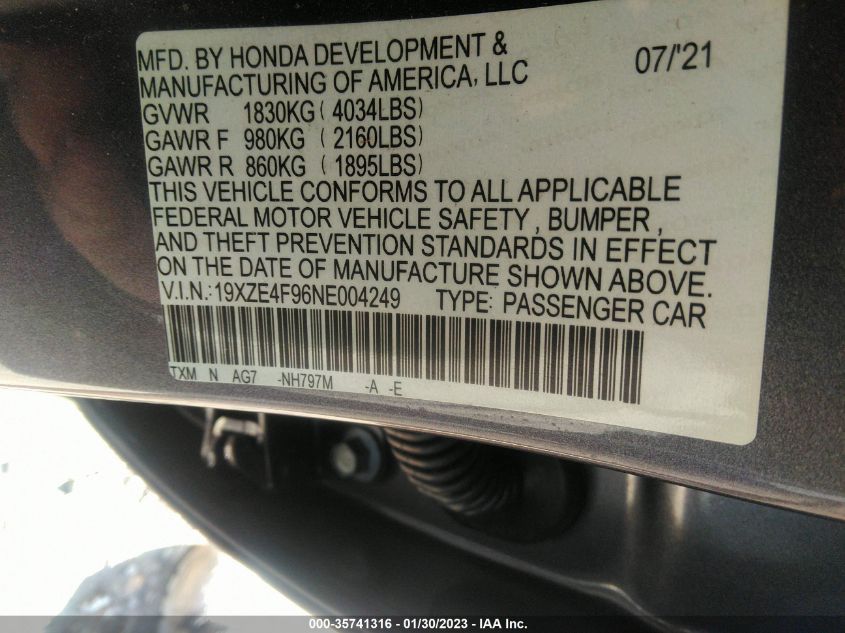 MFD. BY HONDA DEVELOPMENT & 07/'21
MANUFACTURING OF AMERICA, LLC
GVWR 1830KG ( 4034LBS)
GAWR F 980KG ( 2160LBS)
GAWR R 860KG ( 1895LBS)
THIS VEHICLE CONFORMS TO ALL APPLICABLE
FEDERAL MOTOR VEHICLE SAFETY , BUMPER ,
AND THEFT PREVENTION STANDARDS IN EFFECT
ON THE DATE OF MANUFACTURE SHOWN ABOVE.
V.I.N.: 19XZE4F96NE004249 TYPE: PASSENGER CAR
TXM N AG7 -NH797M -A -E
000-35741316 - 01/30/2023 - IAA Inc.